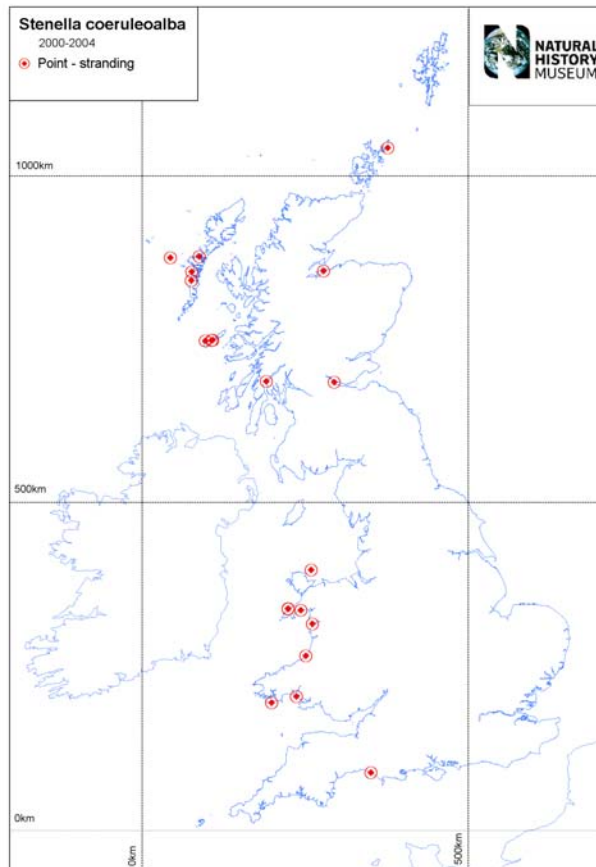 Stenella coeruleoalba
2000-2004
Point - stranding
NATURAL
HISTORY
MUSEUM
1000km
500km
0km
0km
500km